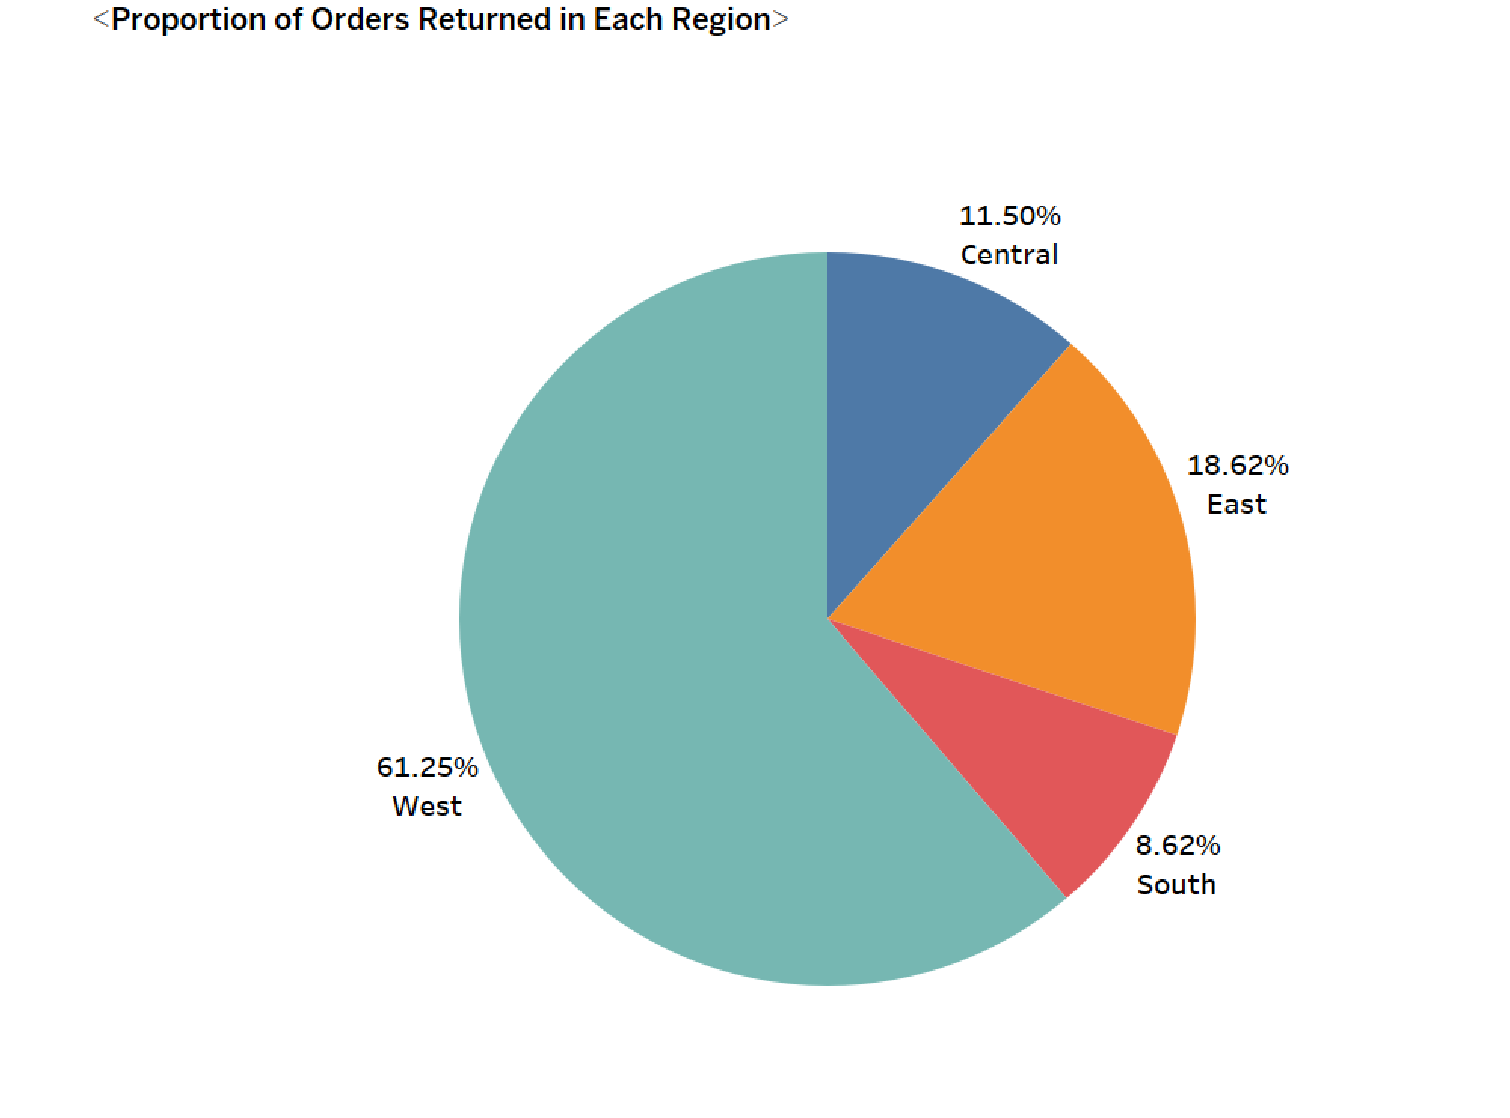 <Proportion of Orders Returned in Each Region>
11.50%
Central
18.62%
East
61.25%
West
8.62%
South